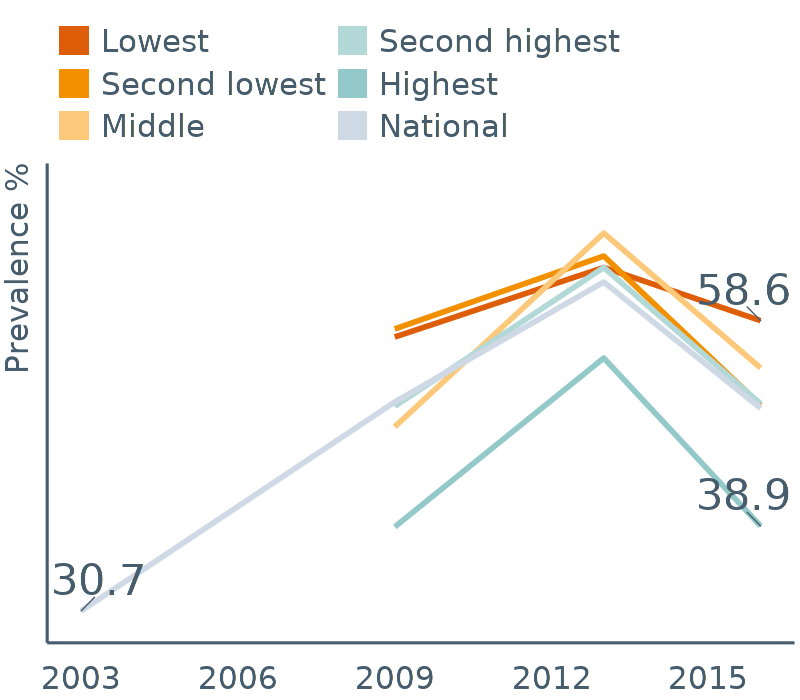 Lowest
Second highest
Second lowest
Highest
Middle
National
Prevalence %
58.6
38.9
30.7
2003 2006 2009 2012 2015